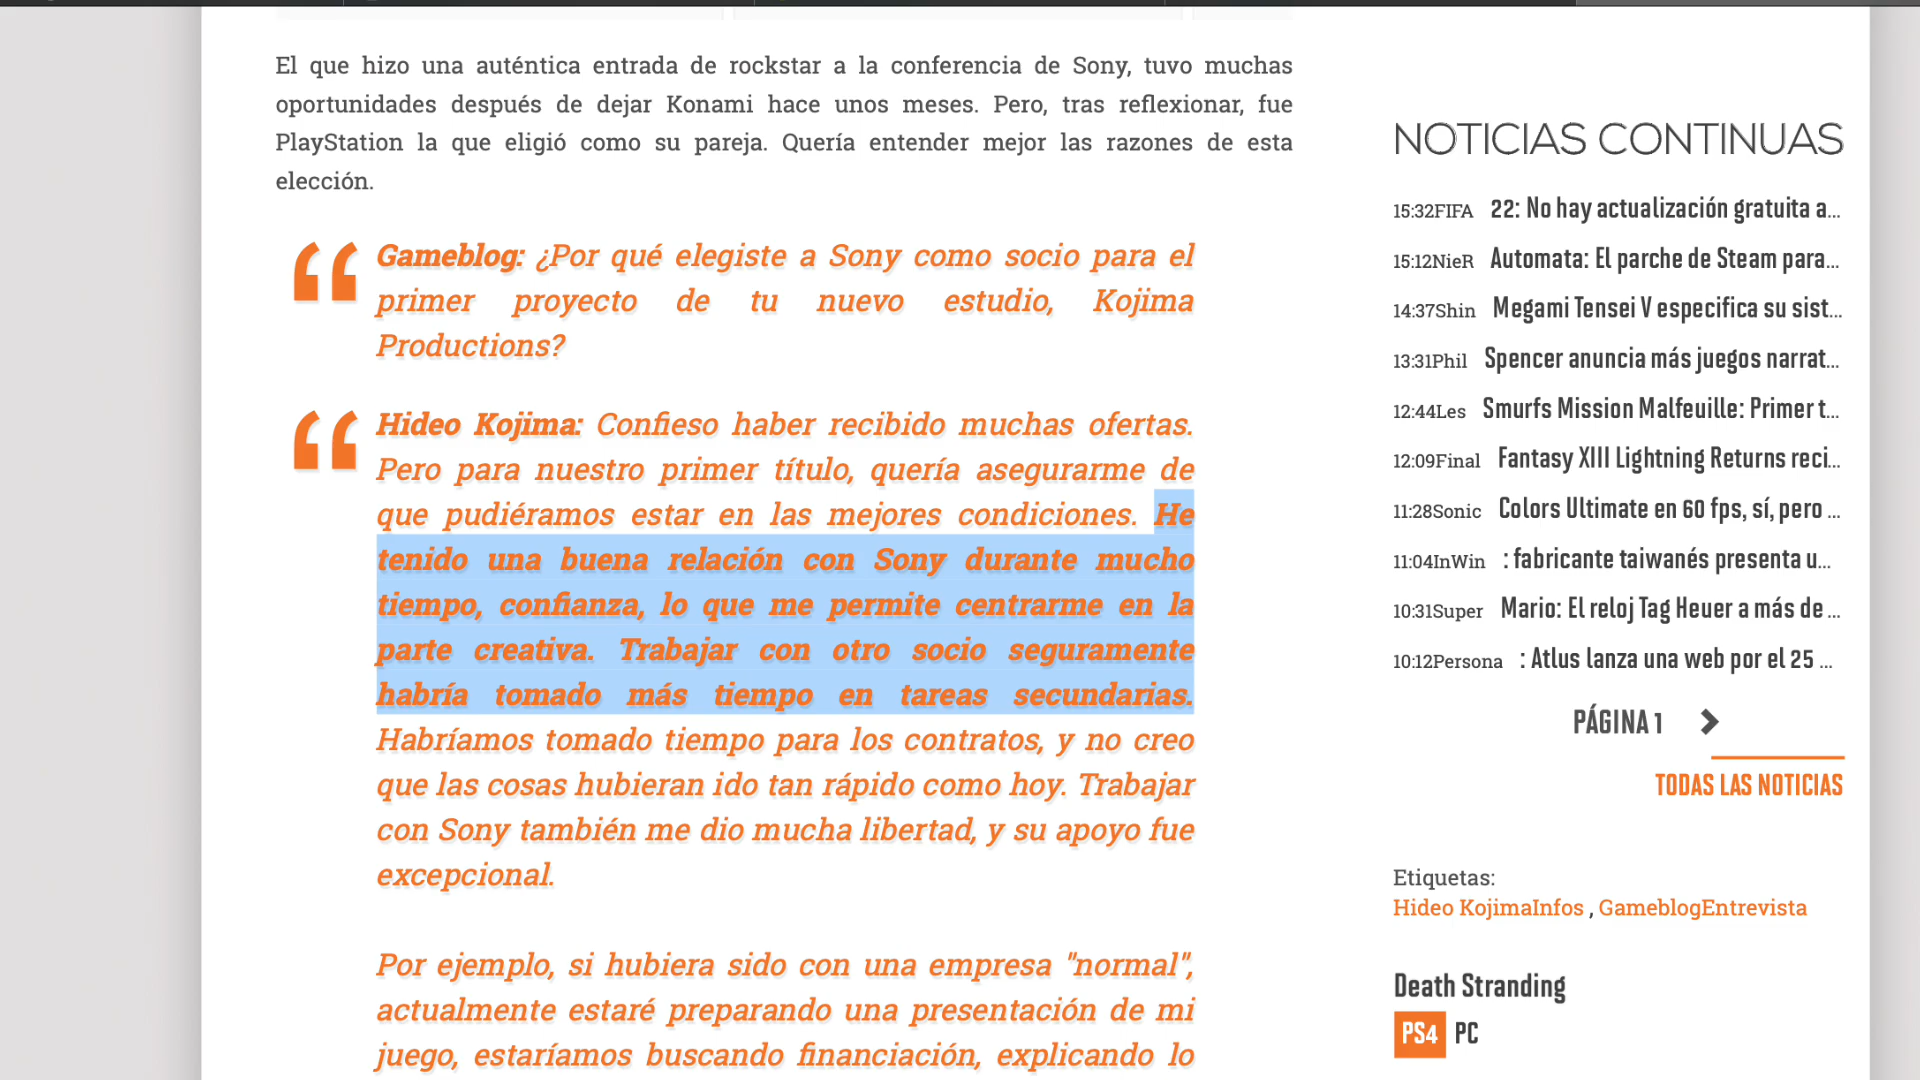 El que hizo una auténtica entrada de rockstar a la conferencia de Sony, tuvo muchas
oportunidades después de dejar Konami hace unos meses. Pero, tras reflexionar, fue
PlayStation la que eligió como su pareja. Quería entender mejor las razones de esta
elección.
Gameblog: ¿Por qué elegiste a Sony como socio para el
primer proyecto de tu nuevo estudio, Kojima
Productions?
Hideo Kojima: Confieso haber recibido muchas ofertas.
Pero para nuestro primer título, quería asegurarme de
que pudiéramos estar en las mejores condiciones. He
tenido una buena relación con Sony durante mucho
tiempo, confianza, lo que me permite centrarme en la
parte creativa. Trabajar con otro socio seguramente
habría tomado más tiempo en tareas secundarias.
Habríamos tomado tiempo para los contratos, y no creo
que las cosas hubieran ido tan rápido como hoy. Trabajar
con Sony también me dio mucha libertad, y su apoyo fue
excepcional.
Por ejemplo, si hubiera sido con una empresa "normal",
actualmente estaré preparando una presentación de mi
juego, estaríamos buscando financiación, explicando lo
NOTICIAS CONTINUAS
15:32FIFA 22: No hay actualización gratuita a...
15:12NieR Automata: El parche de Steam para...
14:37Shin Megami Tensei V especifica su sist...
13:31Phil Spencer anuncia más juegos narrat...
12:44Les Smurfs Mission Malfeuille: Primer t...
12:09Final Fantasy XIII Lightning Returns reci...
11:28Sonic Colors Ultimate en 60 fps, sí, pero ...
11:04InWin : fabricante taiwanés presenta u...
10:31Super Mario: El reloj Tag Heuer a más de ...
10:12Persona : Atlus lanza una web por el 25 ...
PÁGINA 1
TODAS LAS NOTICIAS
Etiquetas:
Hideo KojimaInfos , GameblogEntrevista
Death Stranding
PS4 PC